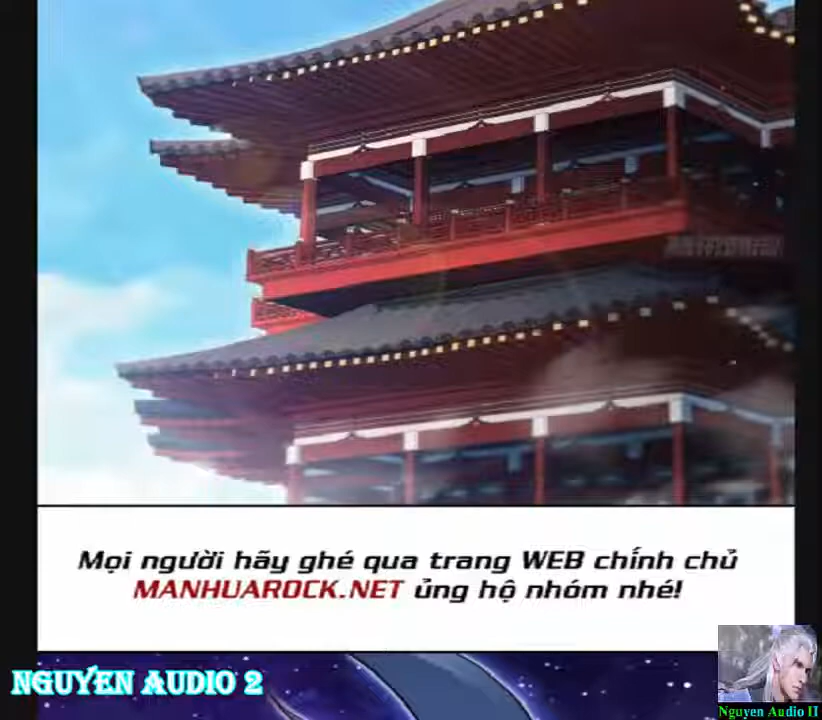 Mọi người hãy ghé qua trang WEB chính chủ
MANHUAROCK.NET ủng hộ nhóm nhé!
NGUYEN AUDIO 2
Nguyen Audio II